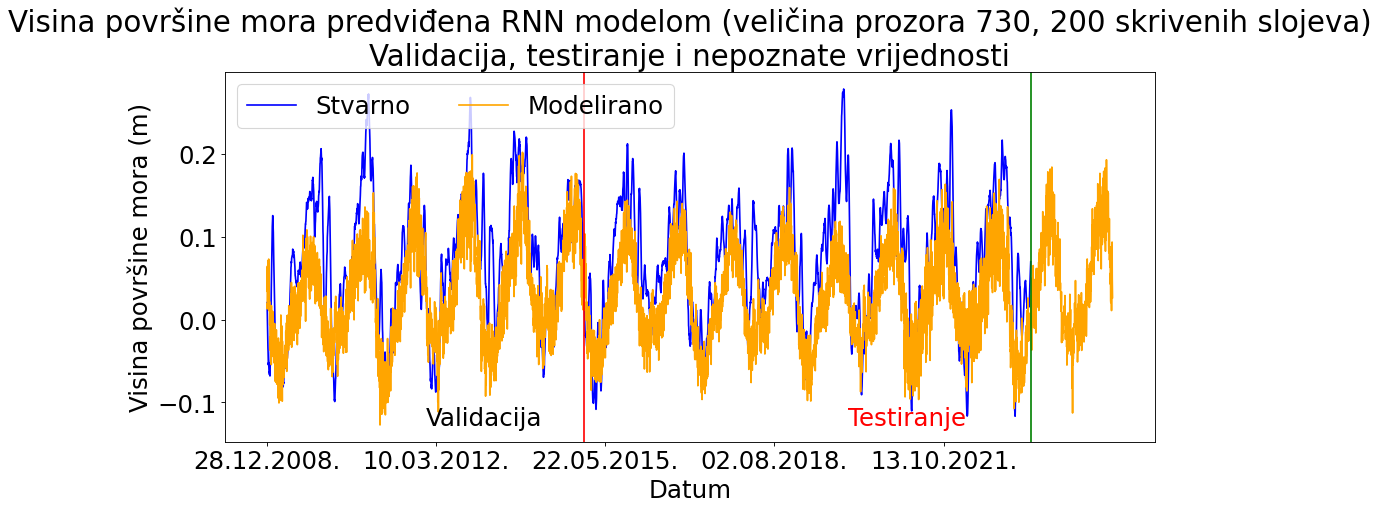 Visina površine mora predviđena RNN modelom (veličina prozora 730, 200 skrivenih slojeva)
Validacija, testiranje i nepoznate vrijednosti
Stvarno Modelirano
Visina površine mora (m)
0.2
0.1
0.0
−0.1
Validacija Testiranje
28.12.2008. 10.03.2012. 22.05.2015. 02.08.2018. 13.10.2021.
Datum